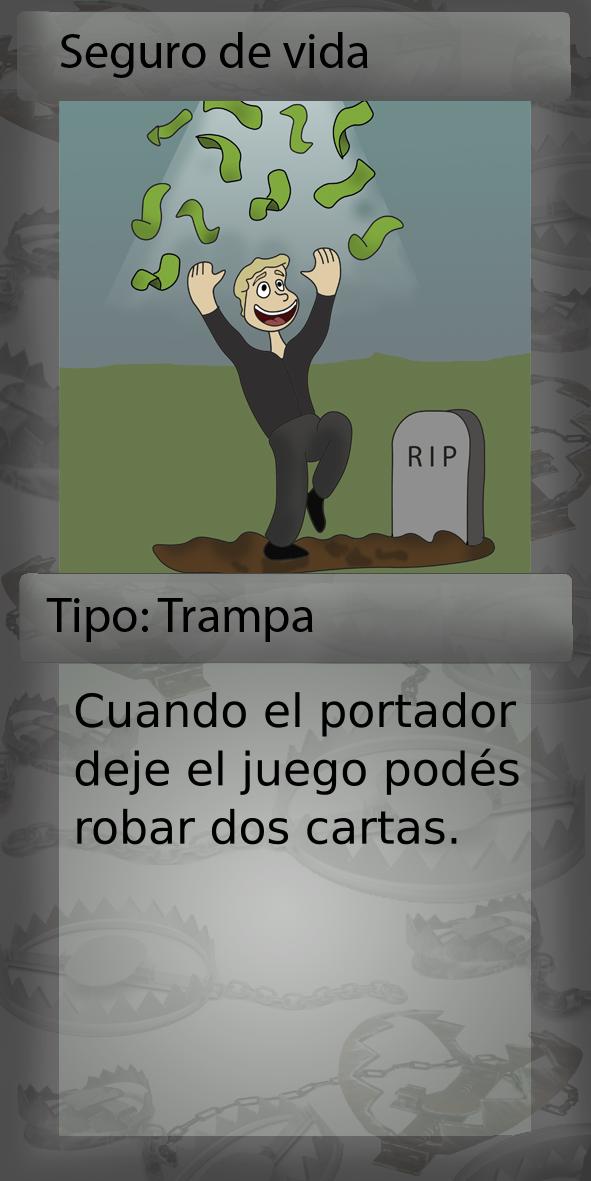 Seguro de vida
RIP
Tipo: Trampa
Cuando el portador
deje el juego podés
robar dos cartas.